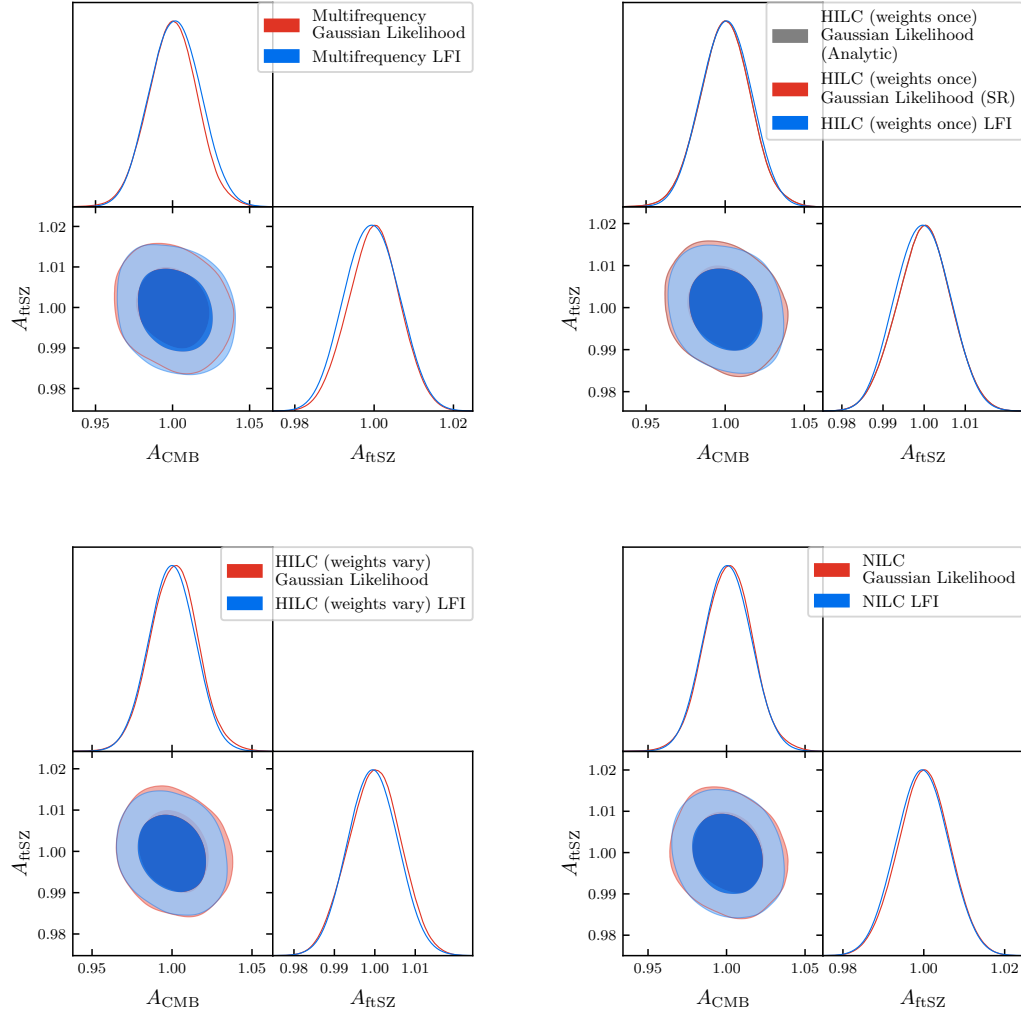 Multifrequency
Gaussian Likelihood
Multifrequency LFI
1.02
1.01
1.00
0.99
0.98
A_ftSZ
0.95 1.00 1.05
A_CMB
0.98 1.00 1.02
A_ftSZ
HILC (weights once)
Gaussian Likelihood
(Analytic)
HILC (weights once)
Gaussian Likelihood (SR)
HILC (weights once) LFI
1.02
1.01
1.00
0.99
0.98
A_ftSZ
0.95 1.00 1.05
A_CMB
0.98 0.99 1.00 1.01
A_ftSZ
HILC (weights vary)
Gaussian Likelihood
HILC (weights vary) LFI
1.02
1.01
1.00
0.99
0.98
A_ftSZ
0.95 1.00 1.05
A_CMB
0.98 0.99 1.00 1.01
A_ftSZ
NILC
Gaussian Likelihood
NILC LFI
1.02
1.01
1.00
0.99
0.98
A_ftSZ
0.95 1.00 1.05
A_CMB
0.98 1.00 1.02
A_ftSZ